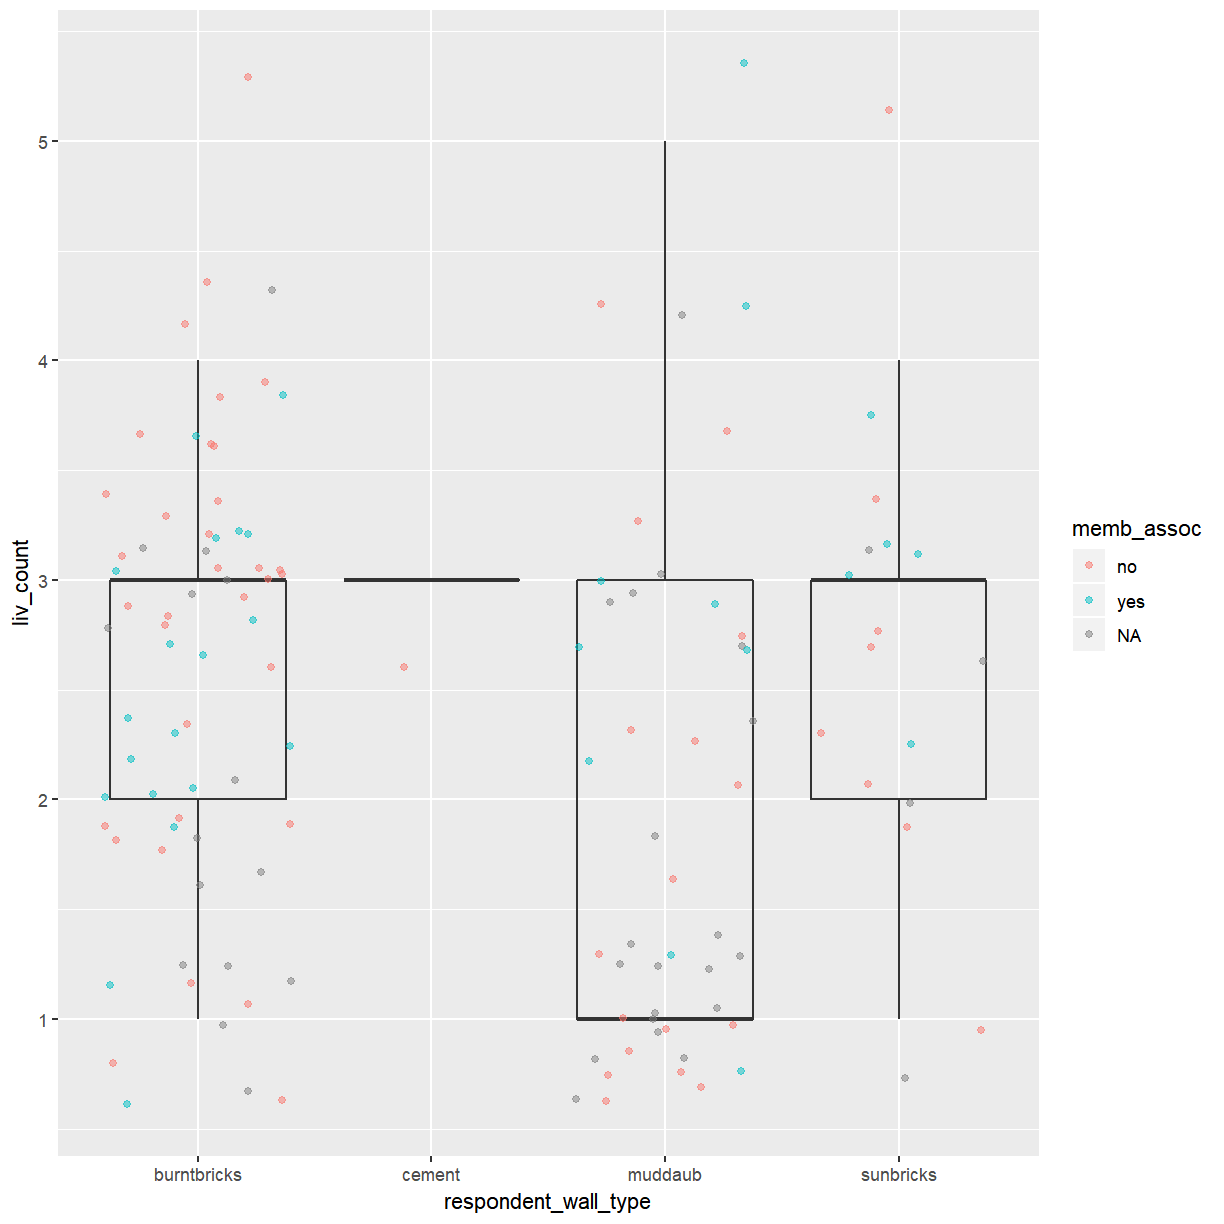 liv_count
5
4
3
2
1
burntbricks
cement
muddaub
sunbricks
respondent_wall_type
memb_assoc
no
yes
NA